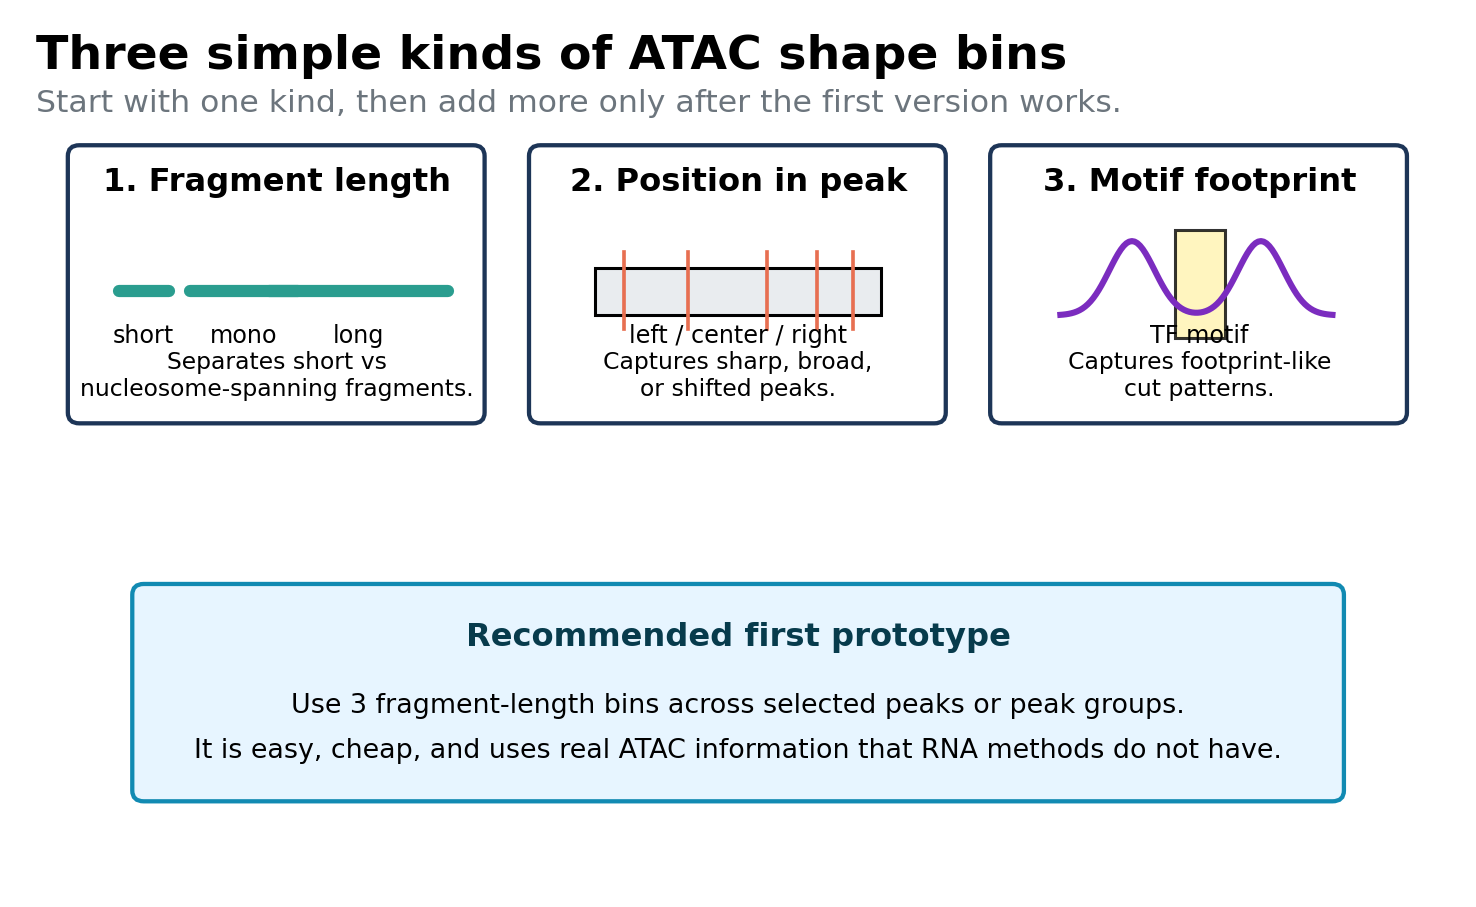 Three simple kinds of ATAC shape bins
Start with one kind, then add more only after the first version works.
1. Fragment length
short mono long
Separates short vs
nucleosome-spanning fragments.
2. Position in peak
left / center / right
Captures sharp, broad,
or shifted peaks.
3. Motif footprint
TF motif
Captures footprint-like
cut patterns.
Recommended first prototype
Use 3 fragment-length bins across selected peaks or peak groups.
It is easy, cheap, and uses real ATAC information that RNA methods do not have.